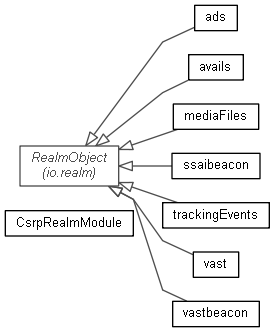 ads
avails
mediaFiles
RealmObject
(io.realm)
ssaibeacon
trackingEvents
CsrpRealmModule
vast
vastbeacon